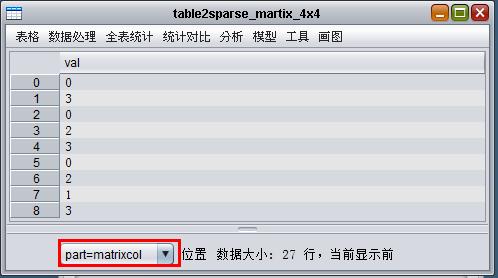 table2sparse_martix_4x4
表格 数据处理 全表统计 统计对比 分析 模型 工具 画图
val
0 0
1 3
2 0
3 2
4 3
5 0
6 2
7 1
8 3
part=matrixcol 位置 数据大小: 27 行，当前显示前